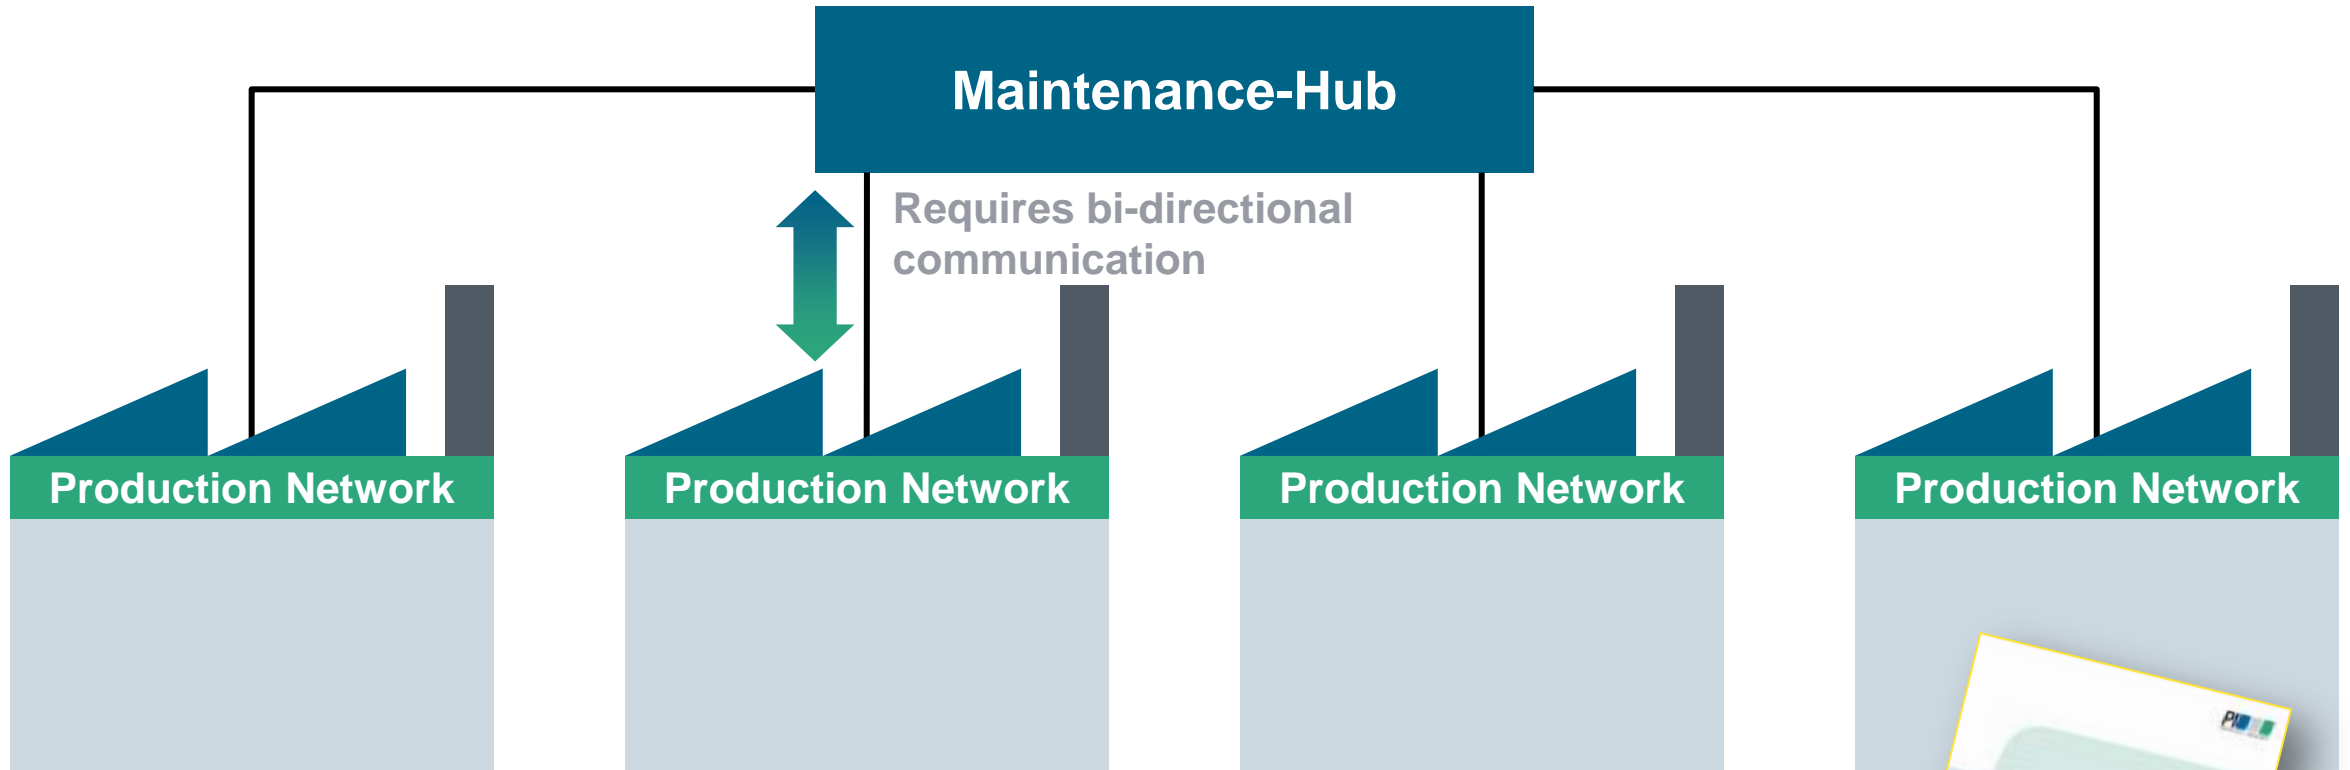 Maintenance-Hub
Requires bi-directional
communication
Production Network
Production Network
Production Network
Production Network
PI